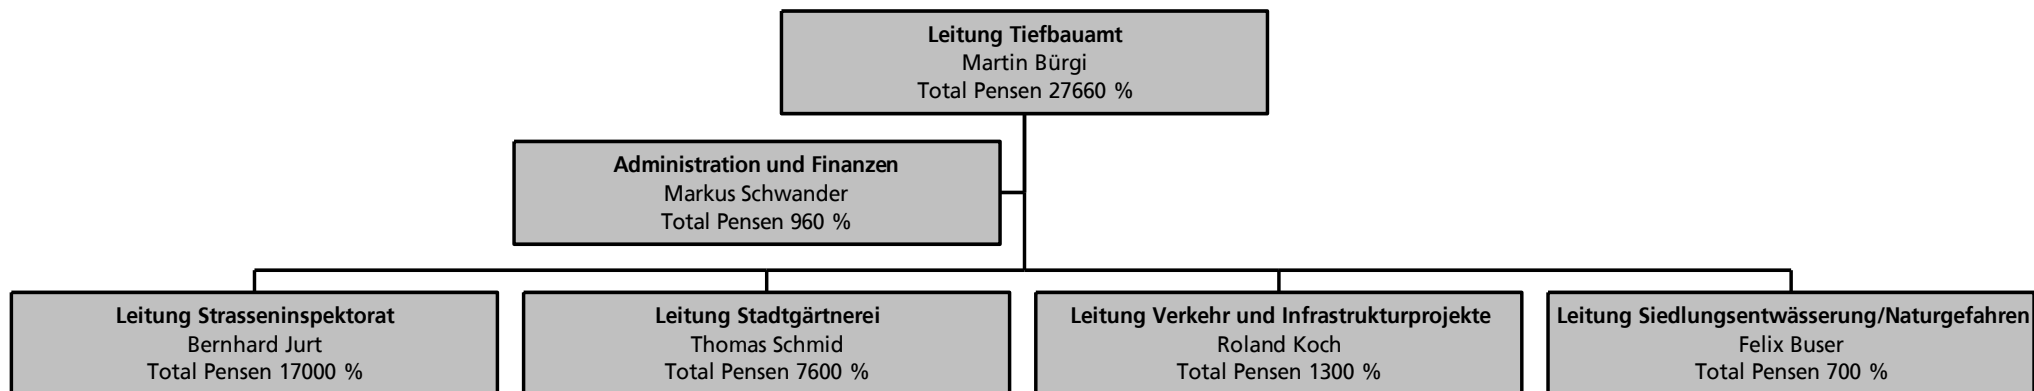 Leitung Tiefbauamt
Martin Bürgi
Total Pensen 27660 %
Administration und Finanzen
Markus Schwander
Total Pensen 960 %
Leitung Strasseninspektorat
Bernhard Jurt
Total Pensen 17000 %
Leitung Stadtgärtnerei
Thomas Schmid
Total Pensen 7600 %
Leitung Verkehr und Infrastrukturprojekte
Roland Koch
Total Pensen 1300 %
Leitung Siedlungsentwässerung/Naturgefahren
Felix Buser
Total Pensen 700 %